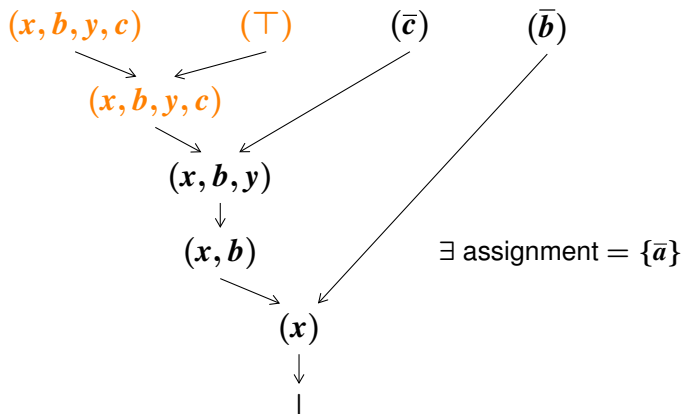 (x, b, y, c) (⊤) (c̅) (b̅)
(x, b, y, c)
(x, b, y)
(x, b) ∃ assignment = {a̅}
(x)